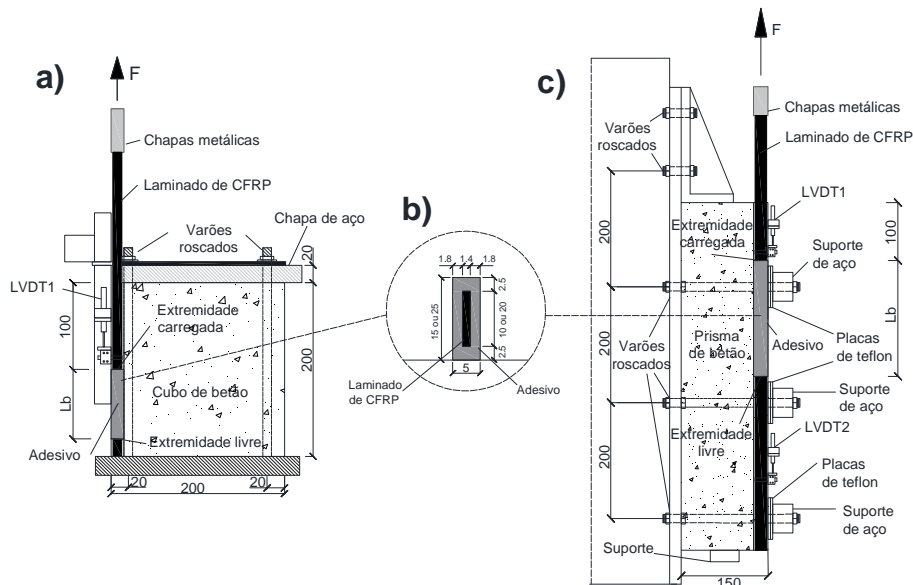 a)
F
Chapas metálicas
Laminado de CFRP
Chapa de aço
Varões
roscados
20
LVDT1
Extremidade
carregada
100
200
Cubo de betão
Lb
Extremidade livre
Adesivo
20
20
200
b)
1.8
1.4
1.8
2.5
15 ou 25
10 ou 20
2.5
Laminado
de CFRP
5
Adesivo
c)
F
Chapas metálicas
Varões
roscados
Laminado de CFRP
LVDT1
200
Extremidade
carregada
100
Suporte
de aço
Lb
Prisma
de betão
Adesivo
Varões
roscados
200
Placas
de teflon
Suporte
de aço
Extremidade
livre
LVDT2
200
Placas
de teflon
Suporte
de aço
Suporte
150